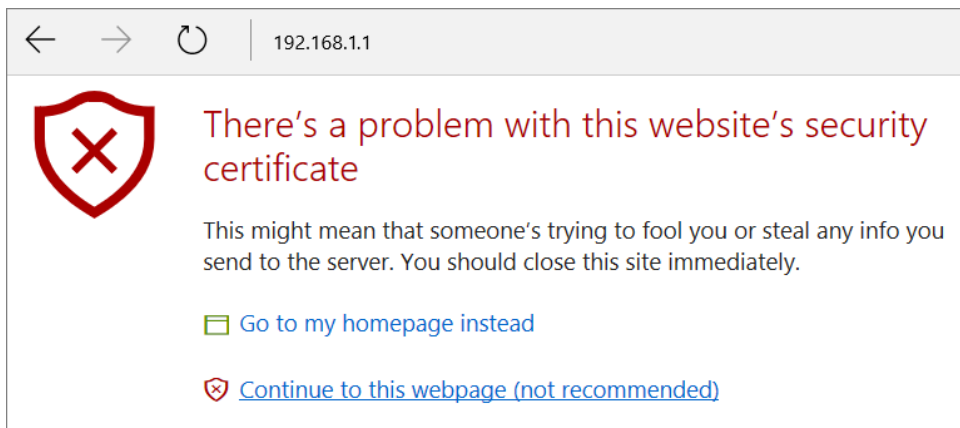 192.168.1.1
There's a problem with this website's security
certificate
This might mean that someone's trying to fool you or steal any info you
send to the server. You should close this site immediately.
Go to my homepage instead
Continue to this webpage (not recommended)